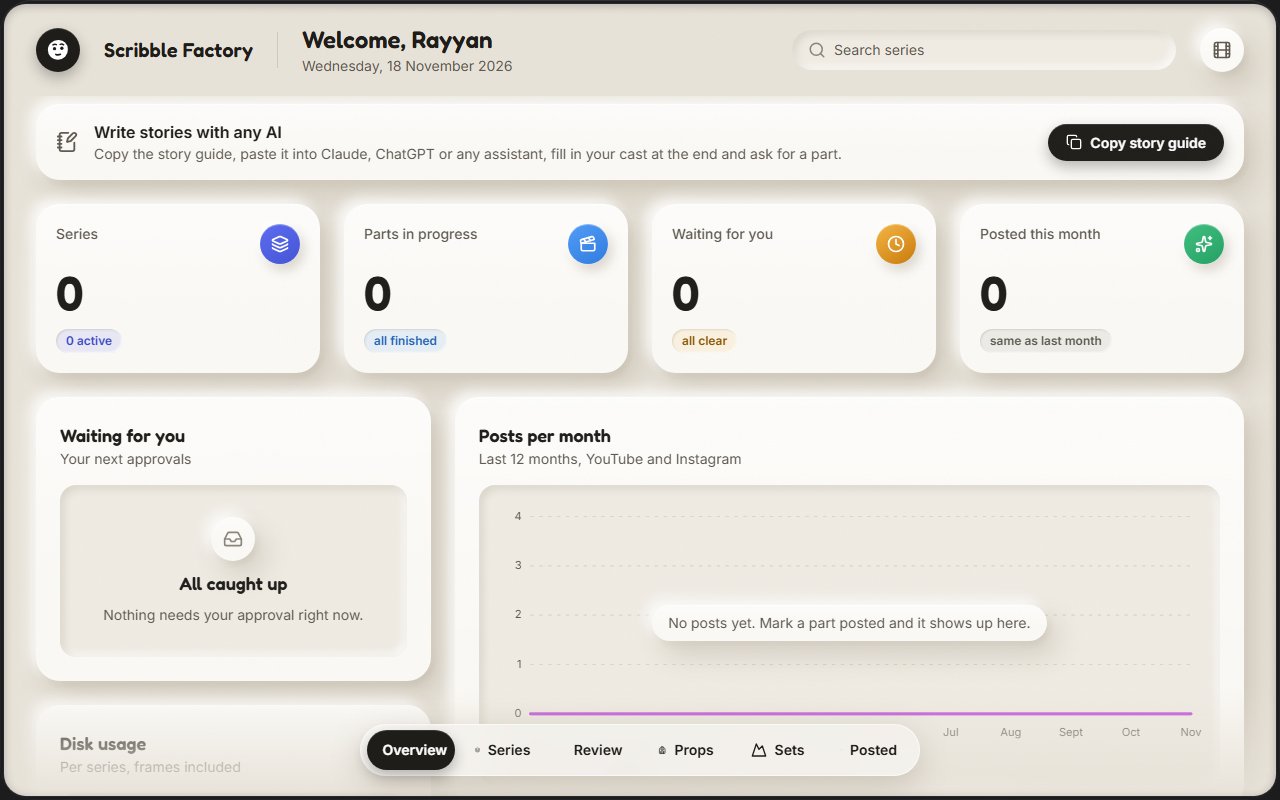 Scribble Factory
Welcome, Rayyan
Wednesday, 18 November 2026
Search series
Write stories with any AI
Copy the story guide, paste it into Claude, ChatGPT or any assistant, fill in your cast at the end and ask for a part.
Copy story guide
Series
0
0 active
Parts in progress
0
all finished
Waiting for you
0
all clear
Posted this month
0
same as last month
Waiting for you
Your next approvals
All caught up
Nothing needs your approval right now.
Posts per month
Last 12 months, YouTube and Instagram
4
3
2
1
0
No posts yet. Mark a part posted and it shows up here.
Jul Aug Sept Oct Nov
Disk usage
Per series, frames included
Overview Series Review Props Sets Posted